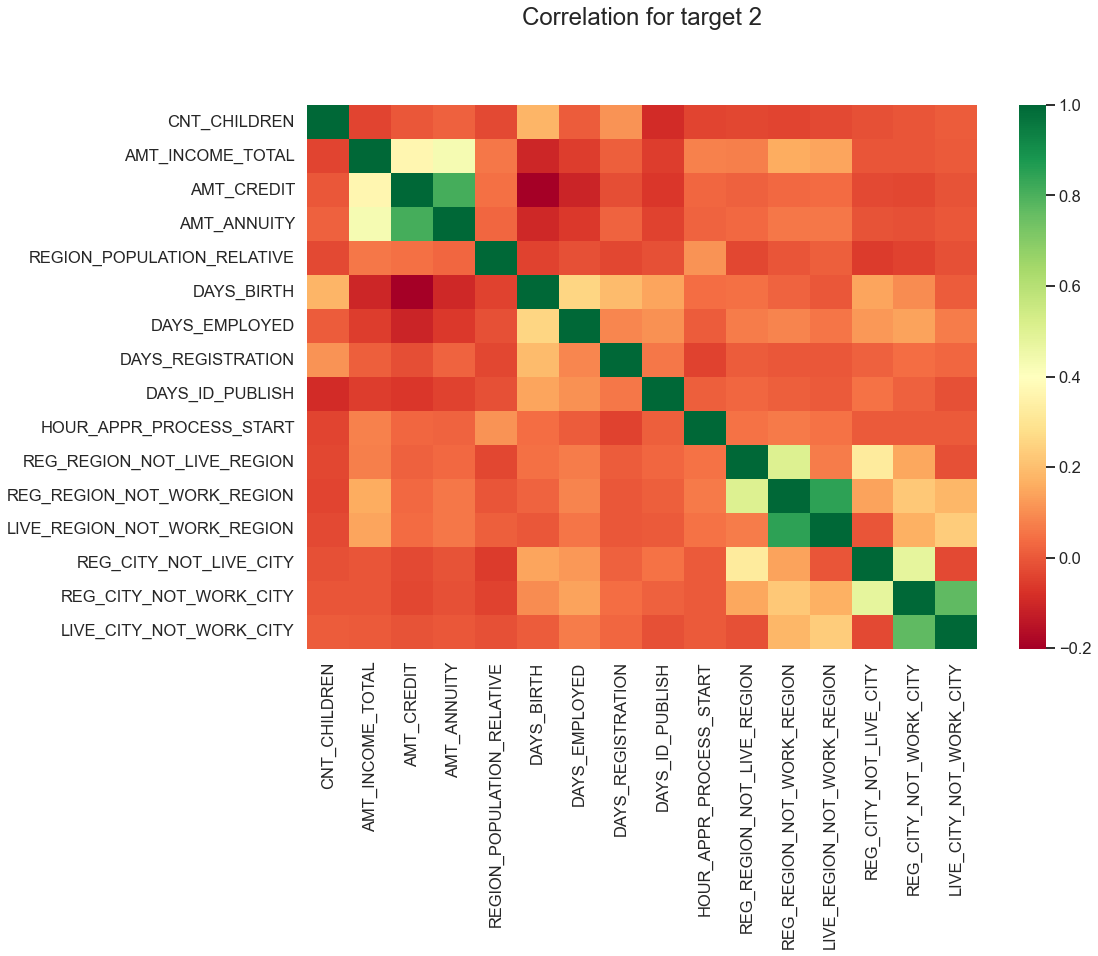 Correlation for target 2
CNT_CHILDREN
AMT_INCOME_TOTAL
AMT_CREDIT
AMT_ANNUITY
REGION_POPULATION_RELATIVE
DAYS_BIRTH
DAYS_EMPLOYED
DAYS_REGISTRATION
DAYS_ID_PUBLISH
HOUR_APPR_PROCESS_START
REG_REGION_NOT_LIVE_REGION
REG_REGION_NOT_WORK_REGION
LIVE_REGION_NOT_WORK_REGION
REG_CITY_NOT_LIVE_CITY
REG_CITY_NOT_WORK_CITY
LIVE_CITY_NOT_WORK_CITY
CNT_CHILDREN
AMT_INCOME_TOTAL
AMT_CREDIT
AMT_ANNUITY
REGION_POPULATION_RELATIVE
DAYS_BIRTH
DAYS_EMPLOYED
DAYS_REGISTRATION
DAYS_ID_PUBLISH
HOUR_APPR_PROCESS_START
REG_REGION_NOT_LIVE_REGION
REG_REGION_NOT_WORK_REGION
LIVE_REGION_NOT_WORK_REGION
REG_CITY_NOT_LIVE_CITY
REG_CITY_NOT_WORK_CITY
LIVE_CITY_NOT_WORK_CITY
1.0
0.8
0.6
0.4
0.2
0.0
−0.2